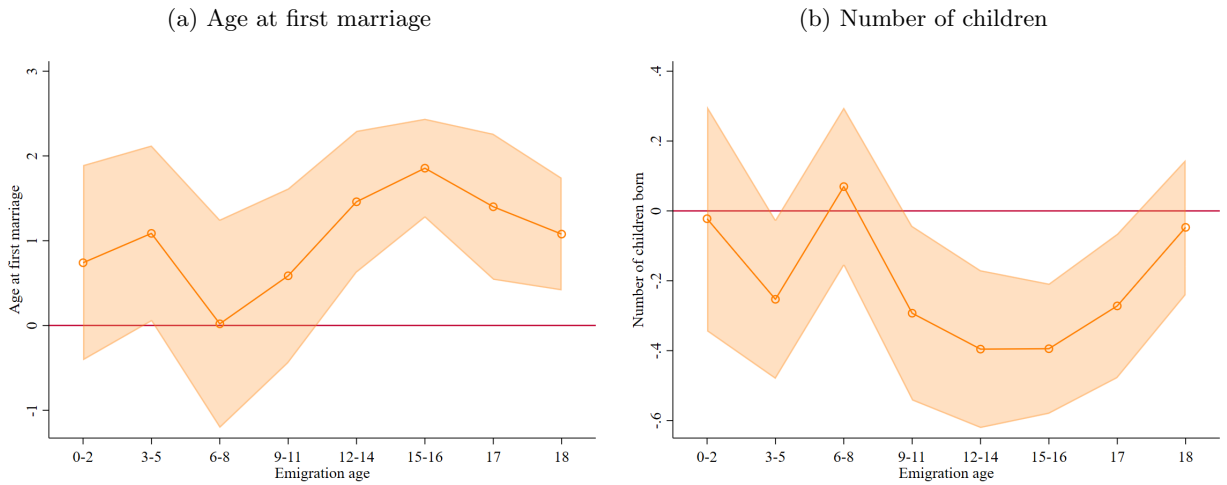 (a) Age at first marriage
Age at first marriage
3
2
1
0
-1
0-2 3-5 6-8 9-11 12-14 15-16 17 18
Emigration age
(b) Number of children
Number of children born
.4
.2
0
-.2
-.4
-.6
0-2 3-5 6-8 9-11 12-14 15-16 17 18
Emigration age